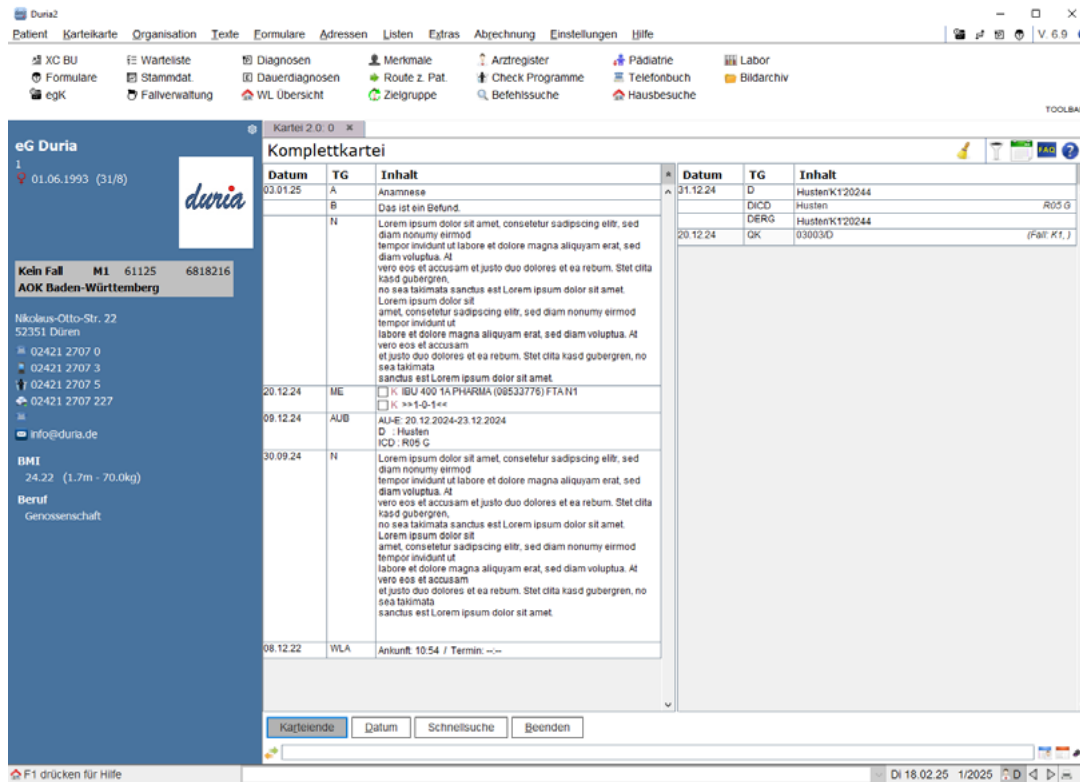 Duria2
Patient Karteikarte Organisation Texte Formulare Adressen Listen Extras Abrechnung Einstellungen Hilfe V. 6.9
XC BU Warteliste Diagnosen Merkmale Arztregister Pädiatrie Labor
Formulare Stammdat. Dauerdiagnosen Route z. Pat. Check Programme Telefonbuch Bildarchiv
egK Fallverwaltung WL Übersicht Zielgruppe Befehlssuche Hausbesuche
TOOLBA
Kartei 2.0: 0 ×
eG Duria
1
01.06.1993 (31/8)
duria
Kein Fall M1 61125 6818216
AOK Baden-Württemberg
Nikolaus-Otto-Str. 22
52351 Düren
02421 2707 0
02421 2707 3
02421 2707 5
02421 2707 227
info@duria.de
BMI
24.22 (1.7m - 70.0kg)
Beruf
Genossenschaft
Komplettkartei
FAQ ?
Datum TG Inhalt
03.01.25 A Anamnese
B Das ist ein Befund.
N Lorem ipsum dolor sit amet, consetetur sadipscing elitr, sed
diam nonumy eirmod
tempor invidunt ut labore et dolore magna aliquyam erat, sed
diam voluptua. At
vero eos et accusam et justo duo dolores et ea rebum. Stet clita
kasd gubergren,
no sea takimata sanctus est Lorem ipsum dolor sit amet.
Lorem ipsum dolor sit
amet, consetetur sadipscing elitr, sed diam nonumy eirmod
tempor invidunt ut
labore et dolore magna aliquyam erat, sed diam voluptua. At
vero eos et accusam
et justo duo dolores et ea rebum. Stet clita kasd gubergren, no
sea takimata
sanctus est Lorem ipsum dolor sit amet.
20.12.24 ME K IBU 400 1A PHARMA (08533776) FTA N1
K >>1-0-1<<
09.12.24 AUB AU-E: 20.12.2024-23.12.2024
D : Husten
ICD : R05 G
30.09.24 N Lorem ipsum dolor sit amet, consetetur sadipscing elitr, sed
diam nonumy eirmod
tempor invidunt ut labore et dolore magna aliquyam erat, sed
diam voluptua. At
vero eos et accusam et justo duo dolores et ea rebum. Stet clita
kasd gubergren,
no sea takimata sanctus est Lorem ipsum dolor sit amet.
Lorem ipsum dolor sit
amet, consetetur sadipscing elitr, sed diam nonumy eirmod
tempor invidunt ut
labore et dolore magna aliquyam erat, sed diam voluptua. At
vero eos et accusam
et justo duo dolores et ea rebum. Stet clita kasd gubergren, no
sea takimata
sanctus est Lorem ipsum dolor sit amet.
08.12.22 WLA Ankunft: 10:54 / Termin: --:--
Datum TG Inhalt
31.12.24 D Husten'K1'20244
DICD Husten R05 G
DERG Husten'K1'20244
20.12.24 QK 03003/D (Fall: K1, )
Karteiende Datum Schnellsuche Beenden
F1 drücken für Hilfe Di 18.02.25 1/2025 D